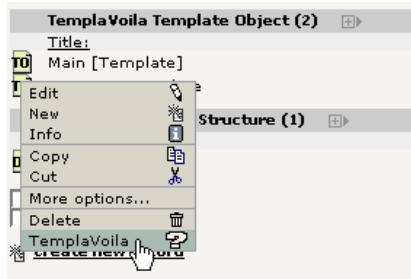 TemplaVoila Template Object (2)
Title:
TO Main [Template]
Edit
New
Info
Structure (1)
Copy
Cut
More options...
Delete
TemplaVoila
create new record